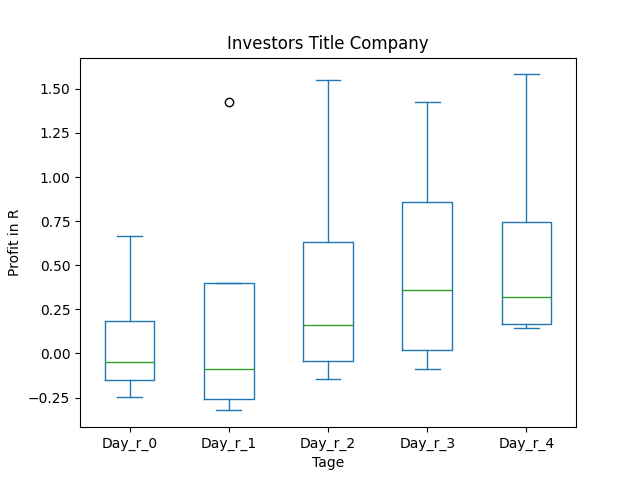 Investors Title Company
Profit in R
1.50
1.25
1.00
0.75
0.50
0.25
0.00
−0.25
Day_r_0 Day_r_1 Day_r_2 Day_r_3 Day_r_4
Tage